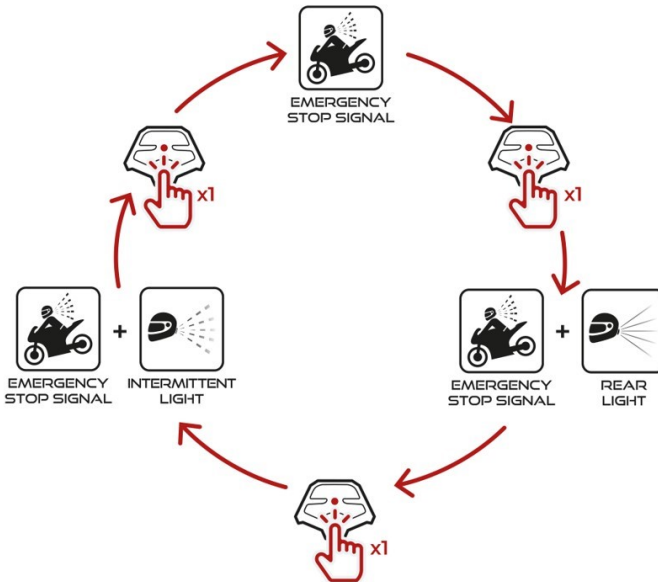 EMERGENCY
STOP SIGNAL
x1
x1
+
+
EMERGENCY
STOP SIGNAL
INTERMITTENT
LIGHT
EMERGENCY
STOP SIGNAL
REAR
LIGHT
x1